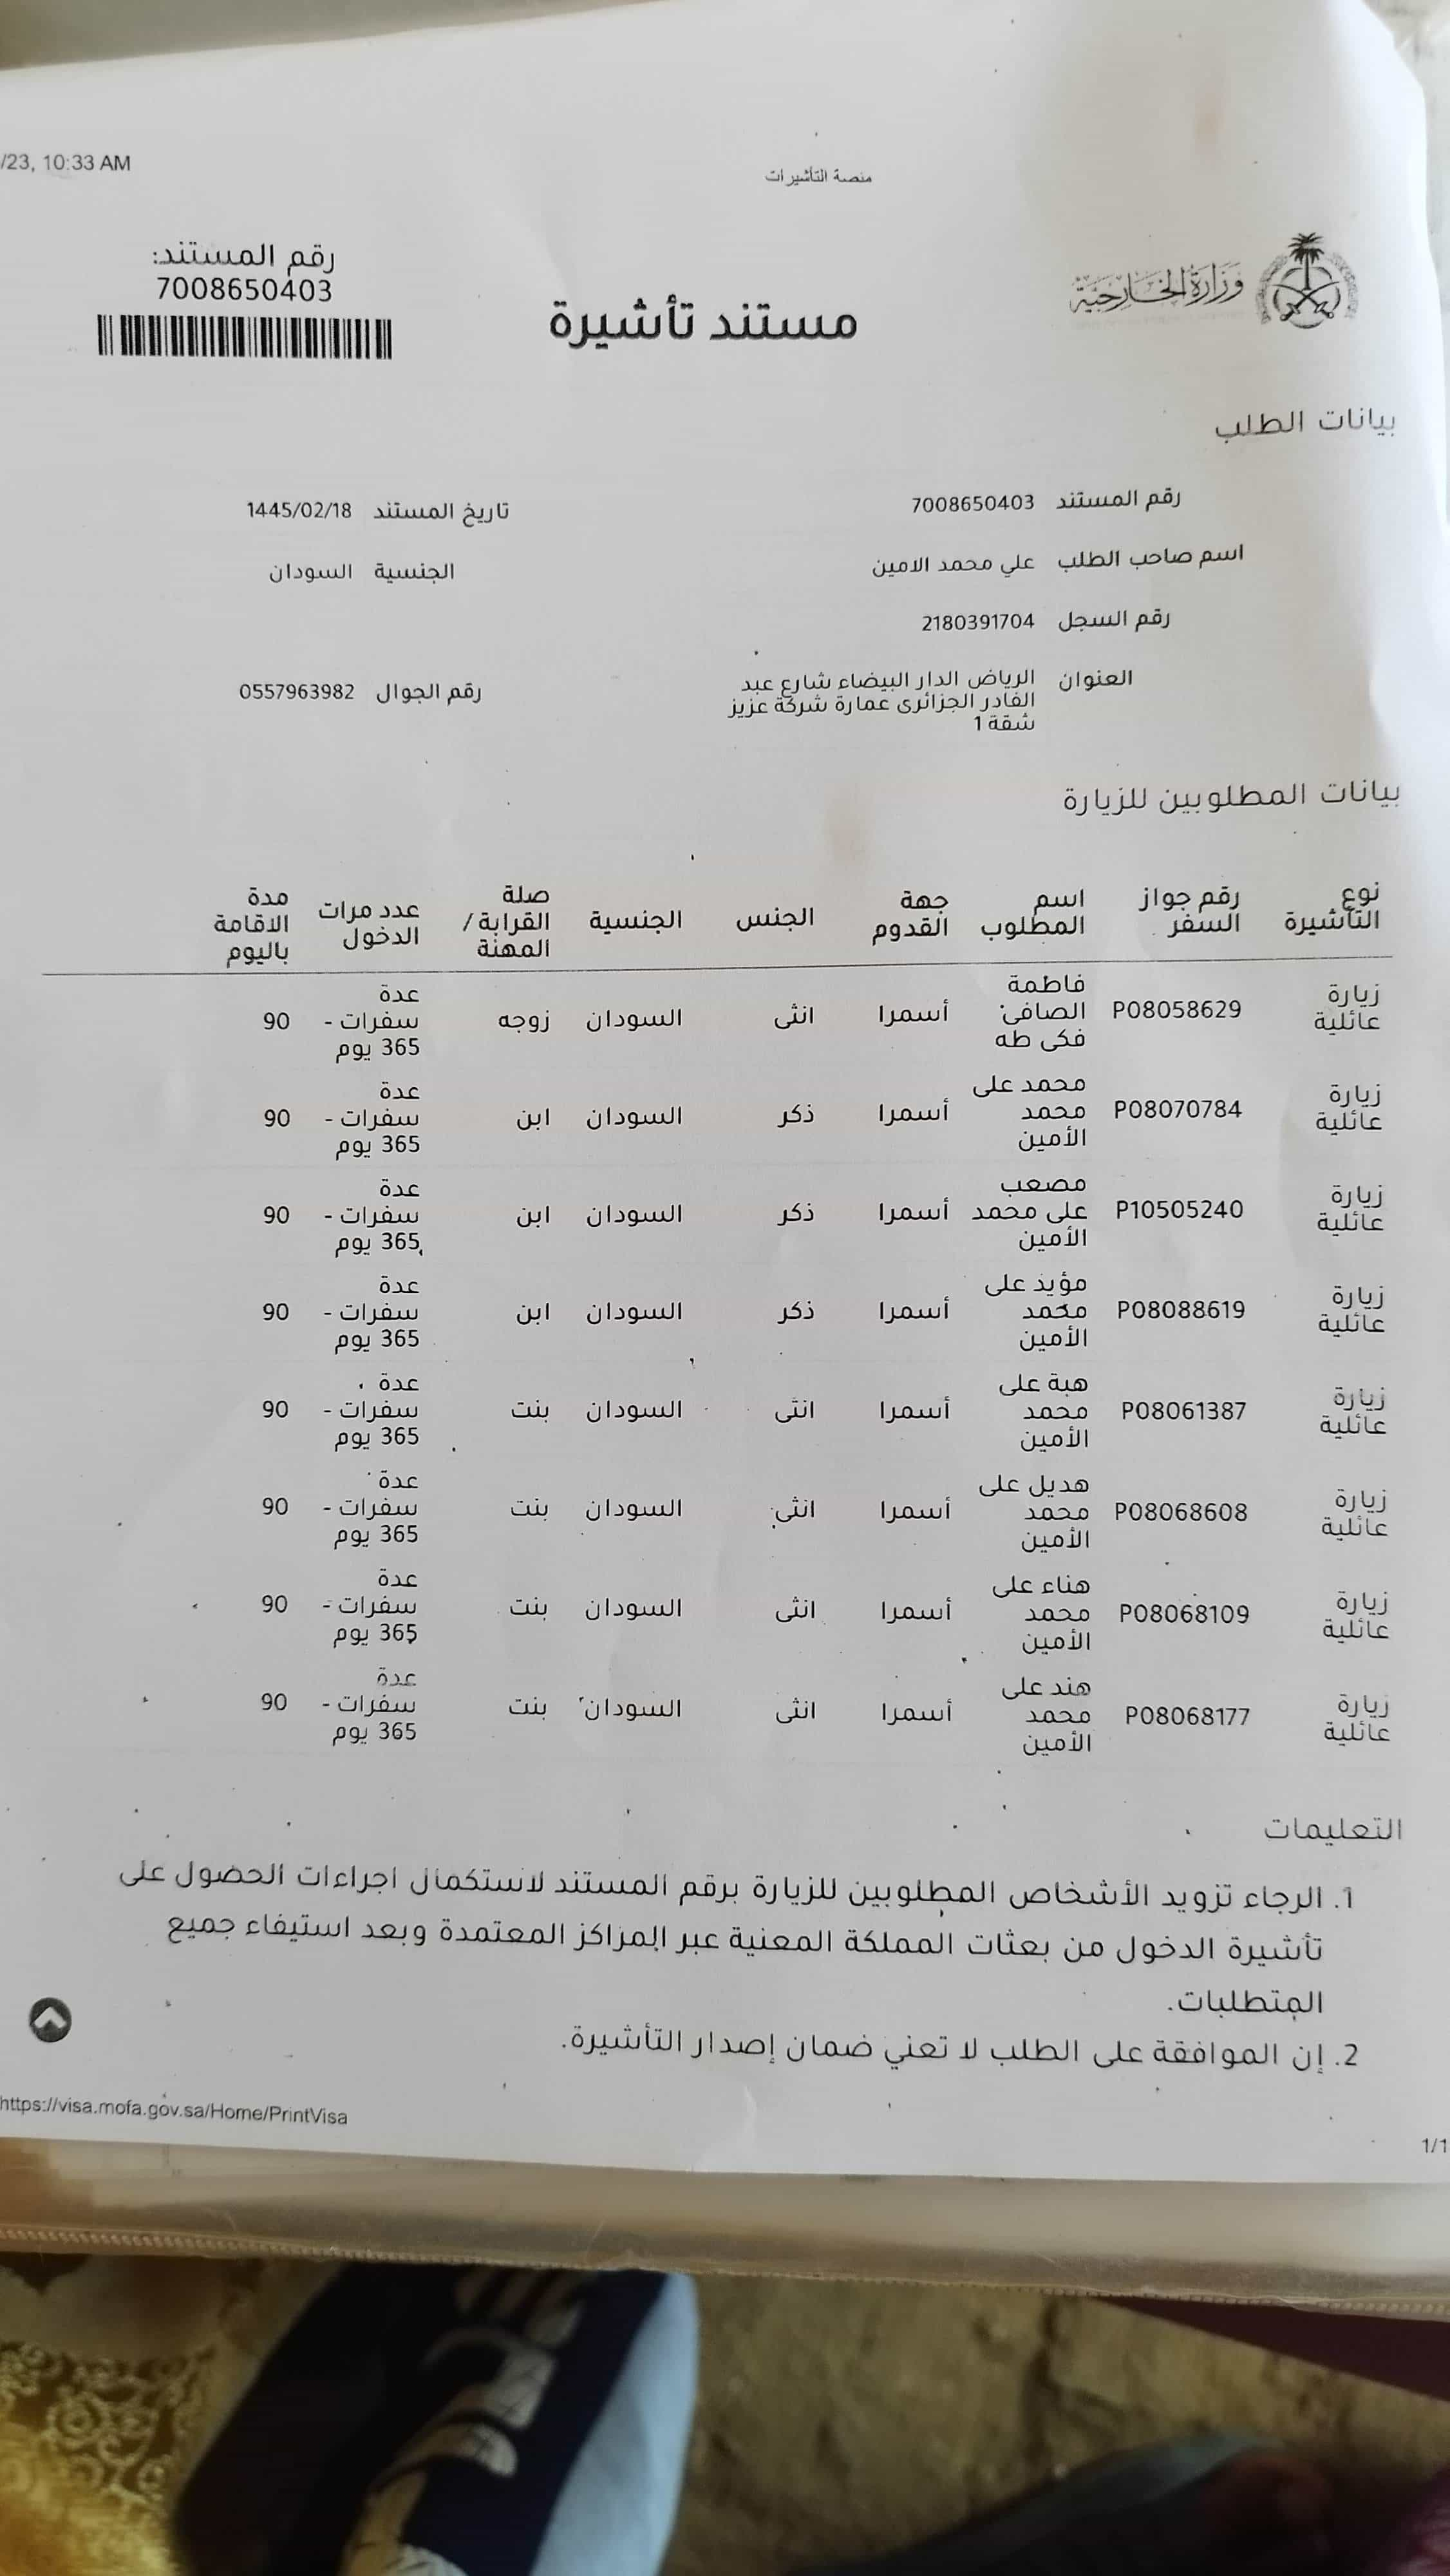 /23, 10:33 AM
منصة التأشيرات
وزارة الخارجية
مستند تأشيرة
رقم المستند:
7008650403
بيانات الطلب
رقم المستند 7008650403 تاريخ المستند 1445/02/18
اسم صاحب الطلب علي محمد الامين الجنسية السودان
رقم السجل 2180391704
العنوان الرياض الدار البيضاء شارع عبد
القادر الجزائرى عمارة شركة عزيز
شقة 1
رقم الجوال 0557963982
بيانات المطلوبين للزيارة
نوع التأشيرة رقم جواز السفر اسم المطلوب جهة القدوم الجنس الجنسية صلة القرابة / المهنة عدد مرات الدخول مدة الاقامة باليوم
زيارة عائلية P08058629 فاطمة الصافى فكى طه أسمرا انثى السودان زوجه عدة سفرات - 365 يوم 90
زيارة عائلية P08070784 محمد على محمد الأمين أسمرا ذكر السودان ابن عدة سفرات - 365 يوم 90
زيارة عائلية P10505240 مصعب على محمد الأمين أسمرا ذكر السودان ابن عدة سفرات - 365 يوم 90
زيارة عائلية P08088619 مؤيد على محمد الأمين أسمرا ذكر السودان ابن عدة سفرات - 365 يوم 90
زيارة عائلية P08061387 هبة على محمد الأمين أسمرا انثى السودان بنت عدة سفرات - 365 يوم 90
زيارة عائلية P08068608 هديل على محمد الأمين أسمرا انثى السودان بنت عدة سفرات - 365 يوم 90
زيارة عائلية P08068109 هناء على محمد الأمين أسمرا انثى السودان بنت عدة سفرات - 365 يوم 90
زيارة عائلية P08068177 هند على محمد الأمين أسمرا انثى السودان بنت عدة سفرات - 365 يوم 90
التعليمات
1. الرجاء تزويد الأشخاص المطلوبين للزيارة برقم المستند لاستكمال اجراءات الحصول على
تأشيرة الدخول من بعثات المملكة المعنية عبر المراكز المعتمدة وبعد استيفاء جميع
المتطلبات.
2. إن الموافقة على الطلب لا تعني ضمان إصدار التأشيرة.
https://visa.mofa.gov.sa/Home/PrintVisa
1/1